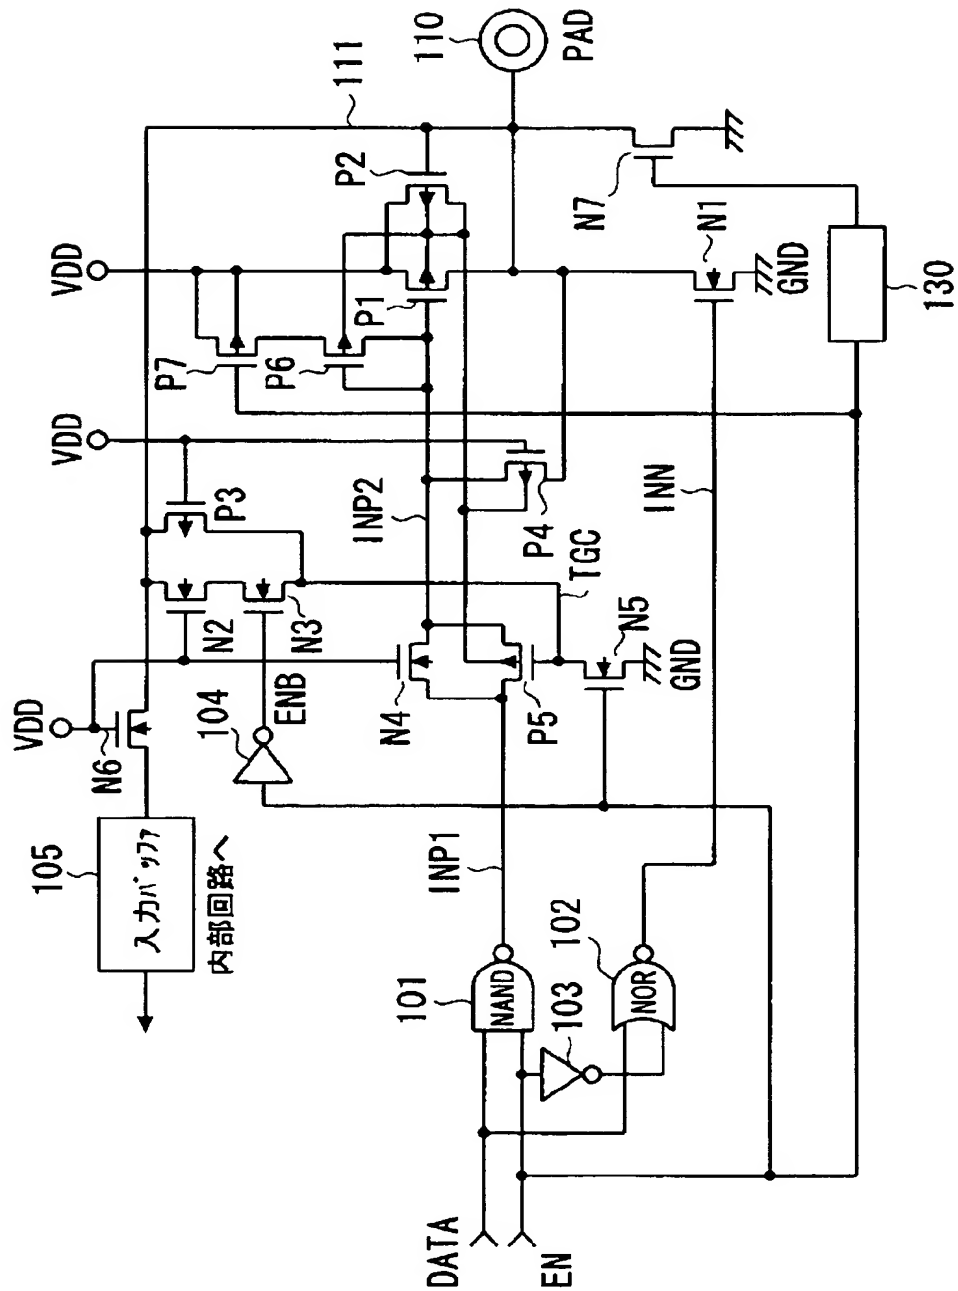 110
PAD
111
P2
N7
VDD
P1
N1
GND
130
P7
P6
VDD
P3
INP2
P4
TGC
INN
N2
N3
N5
GND
VDD
N6
104
ENB
N4
P5
105
入力バッファ
内部回路へ
INP1
101
NAND
103
102
NOR
DATA
EN